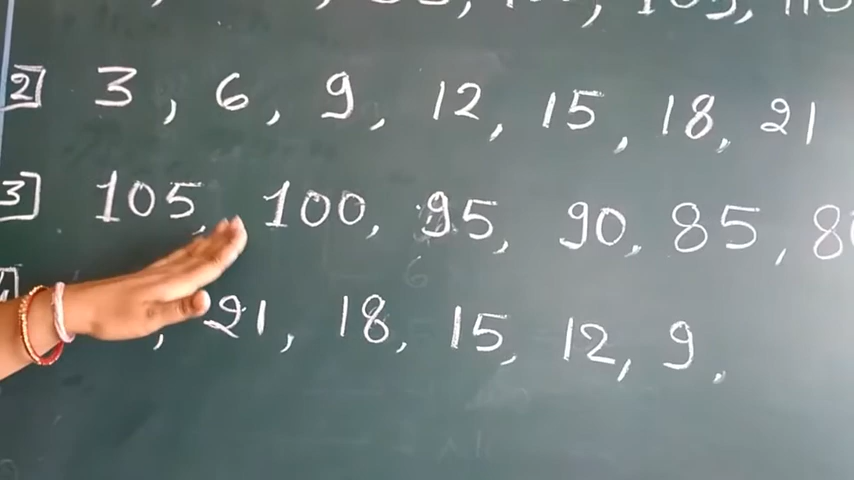 2] 3, 6, 9, 12, 15, 18, 21
3] 105, 100, 95, 90, 85, 80
, 21, 18, 15, 12, 9,